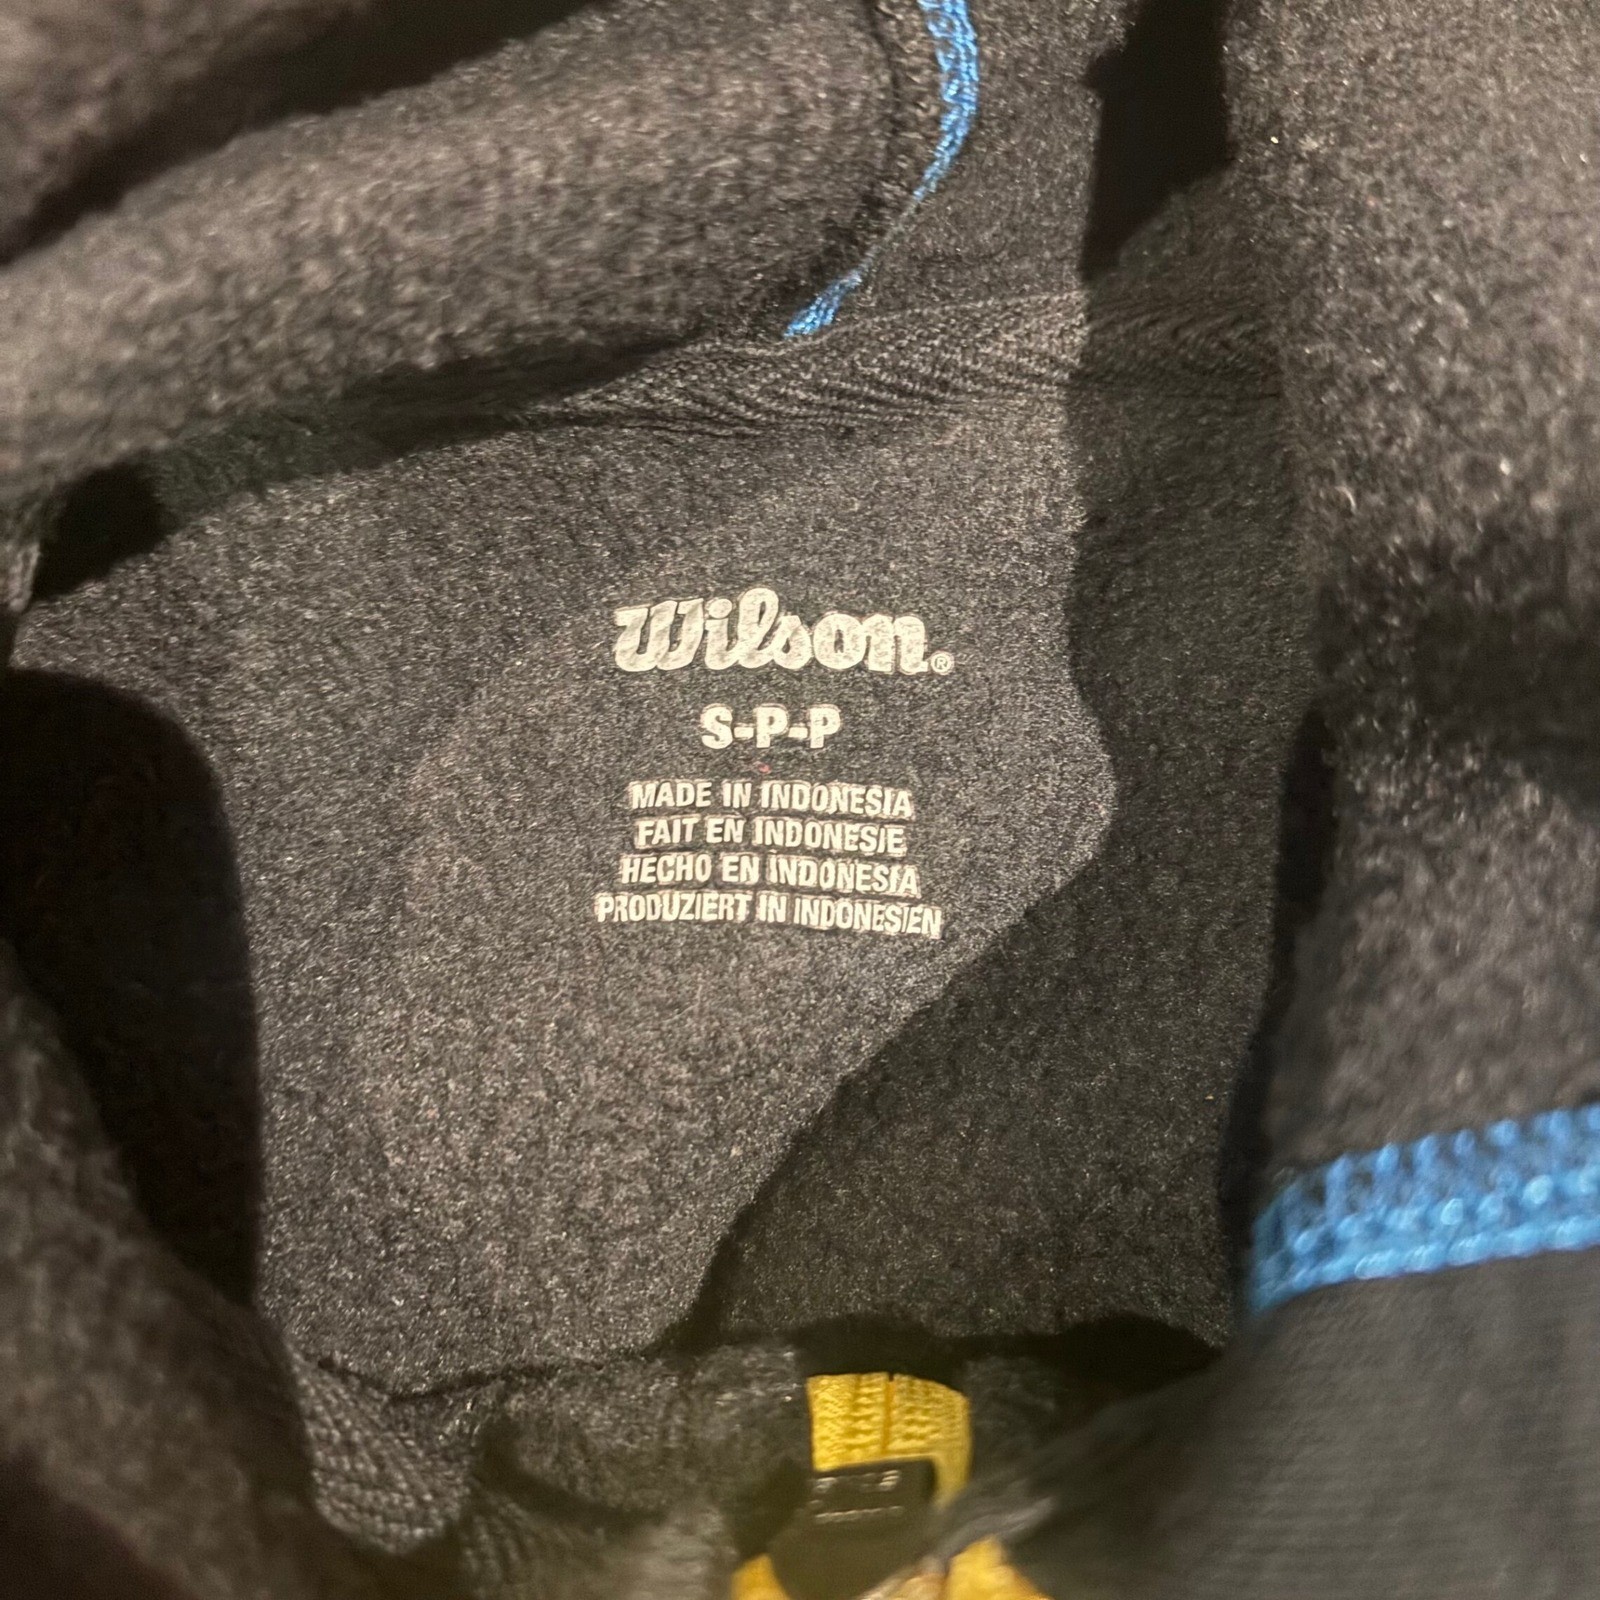 Wilson®
S-P-P
MADE IN INDONESIA
FAIT EN INDONESIE
HECHO EN INDONESIA
PRODUZIERT IN INDONESIEN